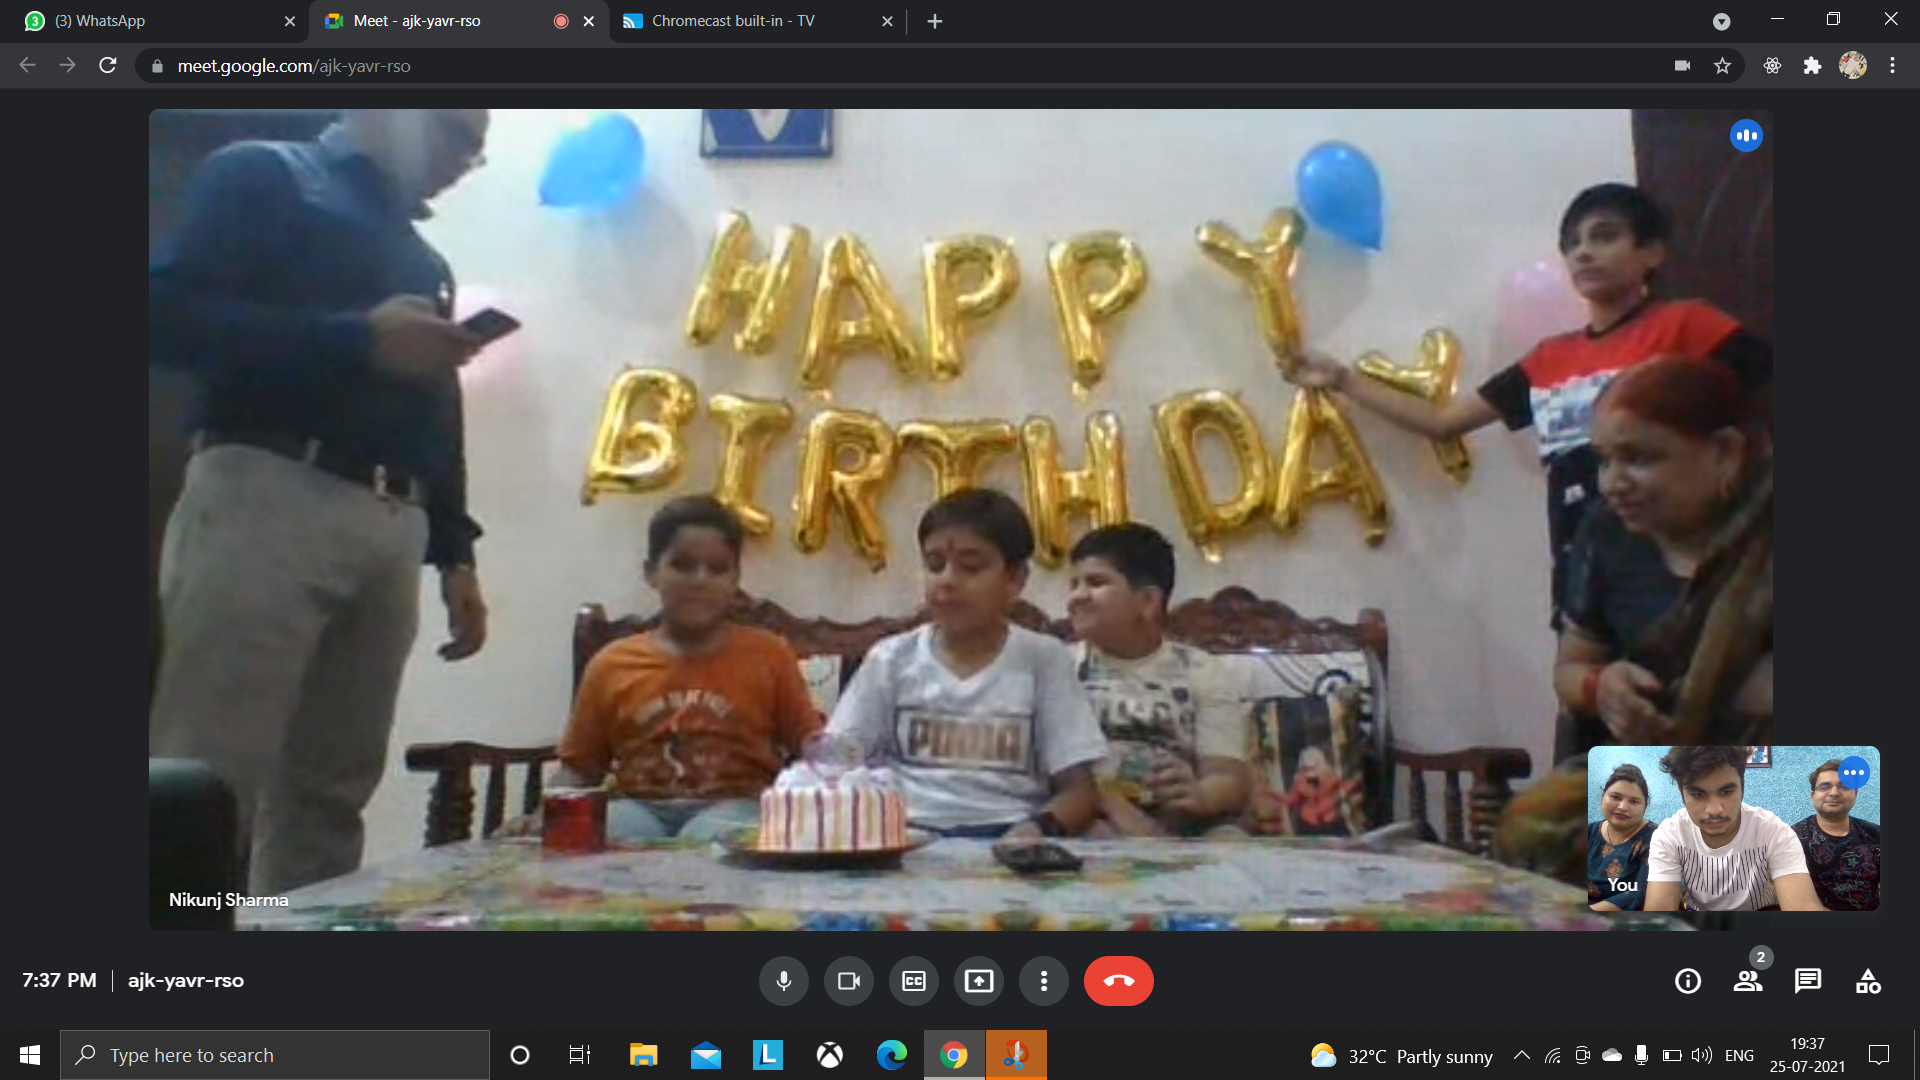 (3) WhatsApp
Meet - ajk-yavr-rso
Chromecast built-in - TV
meet.google.com/ajk-yavr-rso
HAPPY
BIRTHDAY
PUMA
Nikunj Sharma
You
7:37 PM | ajk-yavr-rso
CC
2
Type here to search
L
32°C Partly sunny
ENG
19:37
25-07-2021